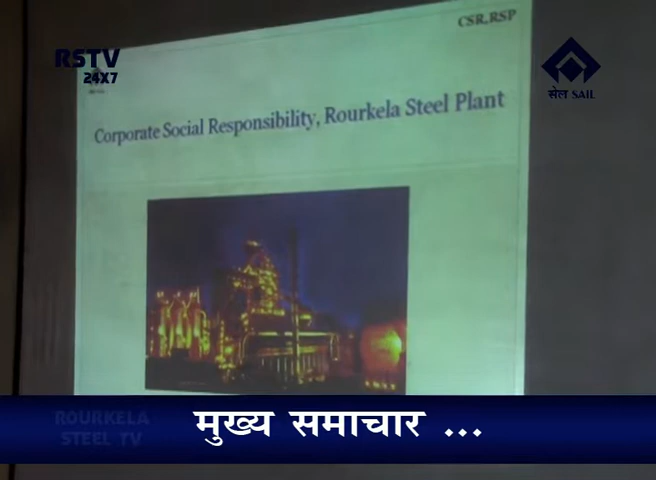 CSR, RSP
RSTV
24X7
सेल SAIL
Corporate Social Responsibility, Rourkela Steel Plant
मुख्य समाचार ...
ROURKELA
STEEL TV